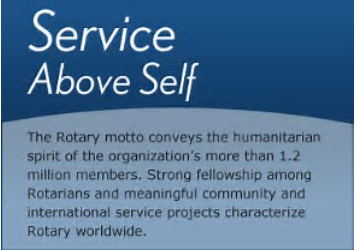 Service
Above Self
The Rotary motto conveys the humanitarian
spirit of the organization's more than 1.2
million members. Strong fellowship among
Rotarians and meaningful community and
international service projects characterize
Rotary worldwide.